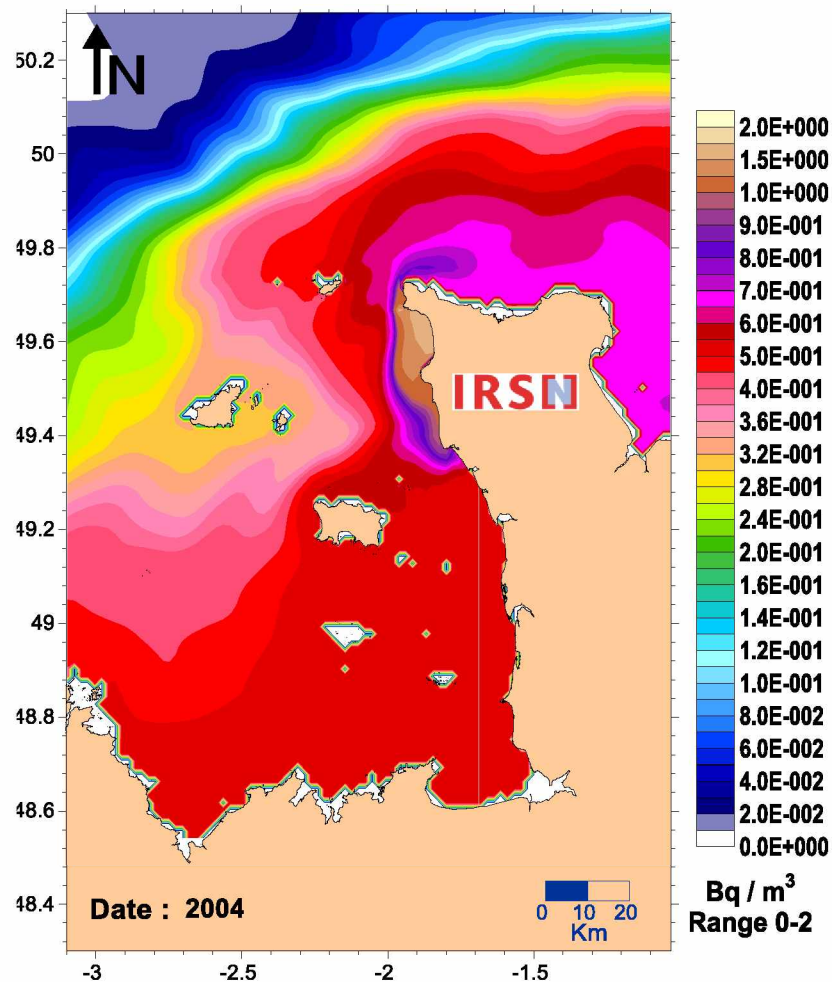 N
50.2
50
49.8
49.6
49.4
49.2
49
48.8
48.6
48.4
-3
-2.5
-2
-1.5
IRSN
Date : 2004
0 10 20
Km
2.0E+000
1.5E+000
1.0E+000
9.0E-001
8.0E-001
7.0E-001
6.0E-001
5.0E-001
4.0E-001
3.6E-001
3.2E-001
2.8E-001
2.4E-001
2.0E-001
1.6E-001
1.4E-001
1.2E-001
1.0E-001
8.0E-002
6.0E-002
4.0E-002
2.0E-002
0.0E+000
Bq / m³
Range 0-2